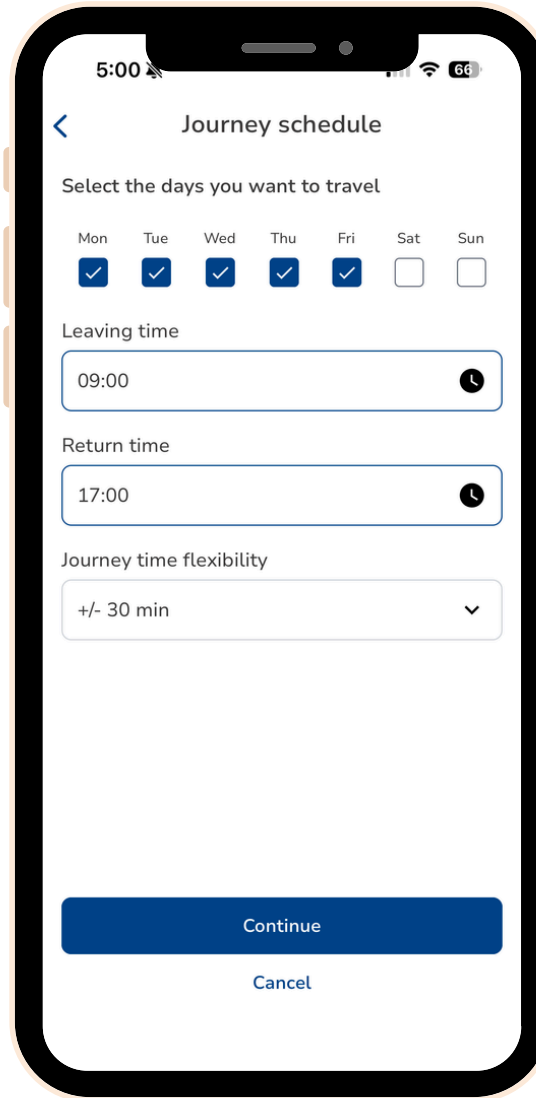 5:00
66
Journey schedule
Select the days you want to travel
Mon Tue Wed Thu Fri Sat Sun
Leaving time
09:00
Return time
17:00
Journey time flexibility
+/- 30 min
Continue
Cancel